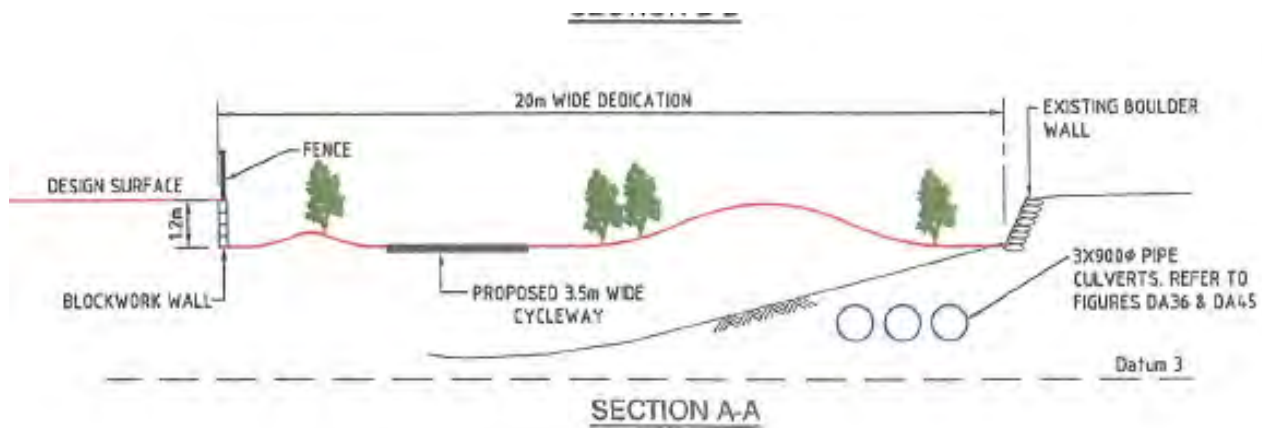 20m WIDE DEDICATION
EXISTING BOULDER
WALL
FENCE
DESIGN SURFACE
1.2m
BLOCKWORK WALL
PROPOSED 3.5m WIDE
CYCLEWAY
3X900Ø PIPE
CULVERTS. REFER TO
FIGURES DA36 & DA45
Datum 3
SECTION A-A